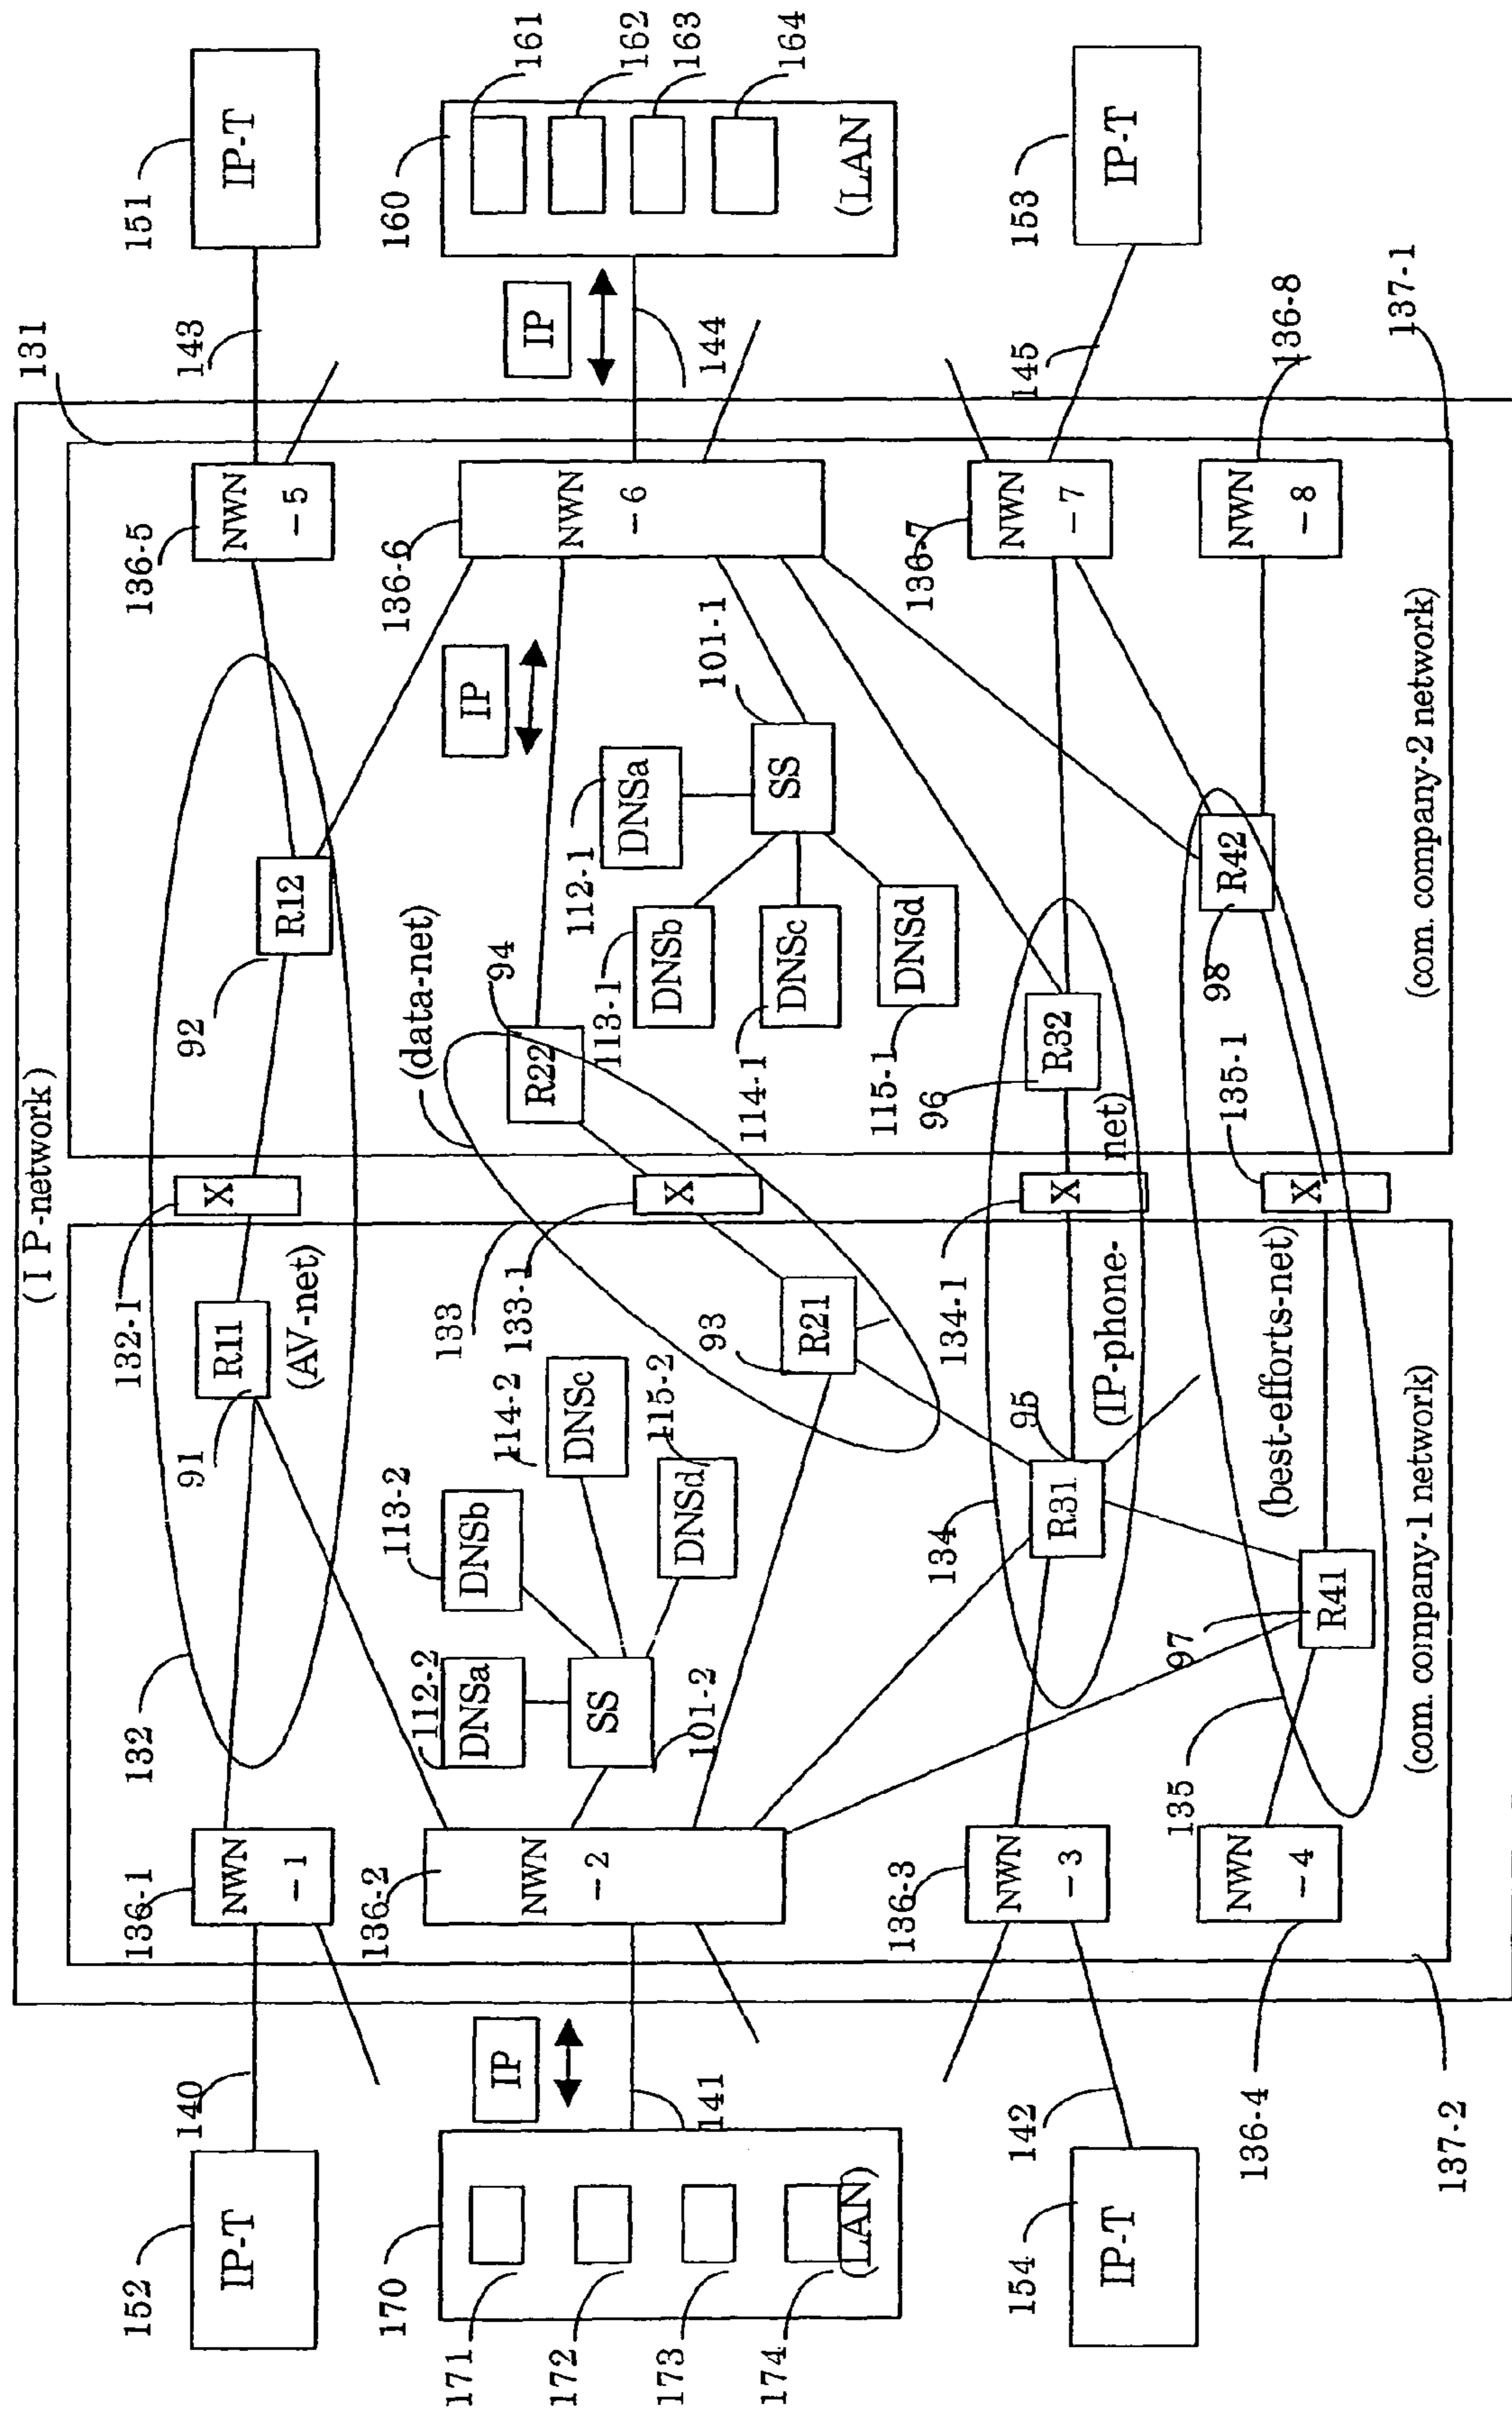 (IP-network)
152
IP-T
140
136-1
NWN
-1
132
91
R11
(AV-net)
132-1
X
92
R12
136-5
NWN
-5
131
143
151
IP-T
170
171
172
173
174
(LAN)
IP
141
136-2
NWN
-2
112-2
DNSa
SS
101-2
113-2
DNSb
114-2
DNSc
115-2
DNSd
93
R21
133
133-1
X
(data-net)
94
R22
113-1
DNSb
112-1
DNSa
114-1
DNSc
115-1
DNSd
SS
101-1
IP
136-6
NWN
-6
144
IP
160
161
162
163
164
(LAN
154
IP-T
142
136-3
NWN
-3
134
R31
95
(IP-phone-
net)
134-1
X
96
R32
136-7
NWN
-7
145
153
IP-T
136-4
NWN
-4
135
97
R41
(best-efforts-net)
135-1
X
98
R42
NWN
-8
136-8
(com. company-1 network)
(com. company-2 network)
137-2
137-1